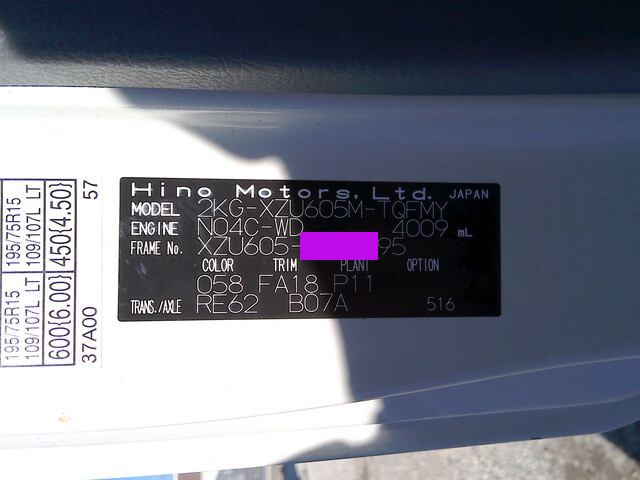 Hino Motors, Ltd. JAPAN
MODEL 2KG-XZU605M-TQFMY
ENGINE N04C-WD 4009 mL
FRAME No. XZU605- 95
COLOR TRIM PLANT OPTION
058 FA18 P11
TRANS./AXLE RE62 B07A 516
195/75R15 195/75R15
109/107L LT 109/107L LT
600{6.00} 450{4.50}
37A00 57